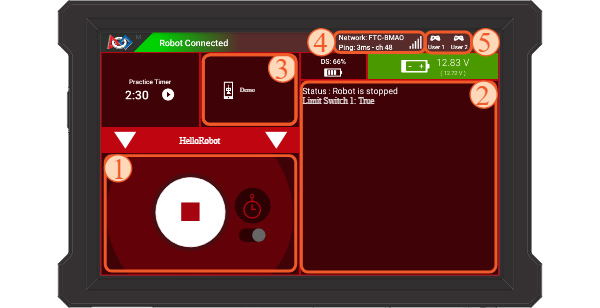 Robot Connected
4
Network: FTC-BMAO
Ping: 3ms - ch 48
User 1
User 2
5
Practice Timer
2:30
3
Demo
DS: 66%
12.83 V
( 12.72 V )
2
Status : Robot is stopped
Limit Switch 1: True
HelloRobot
1